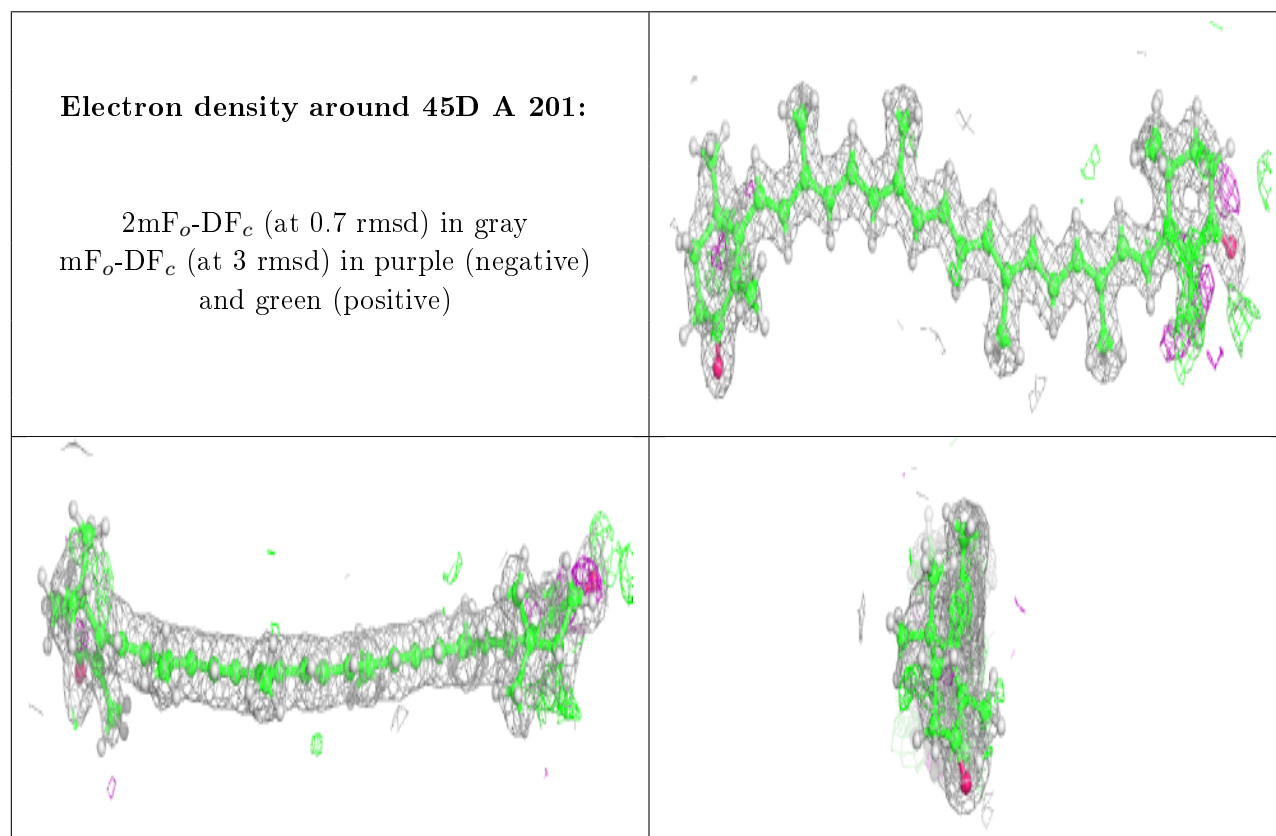 Electron density around 45D A 201:
2mFo-DFc (at 0.7 rmsd) in gray
mFo-DFc (at 3 rmsd) in purple (negative)
and green (positive)